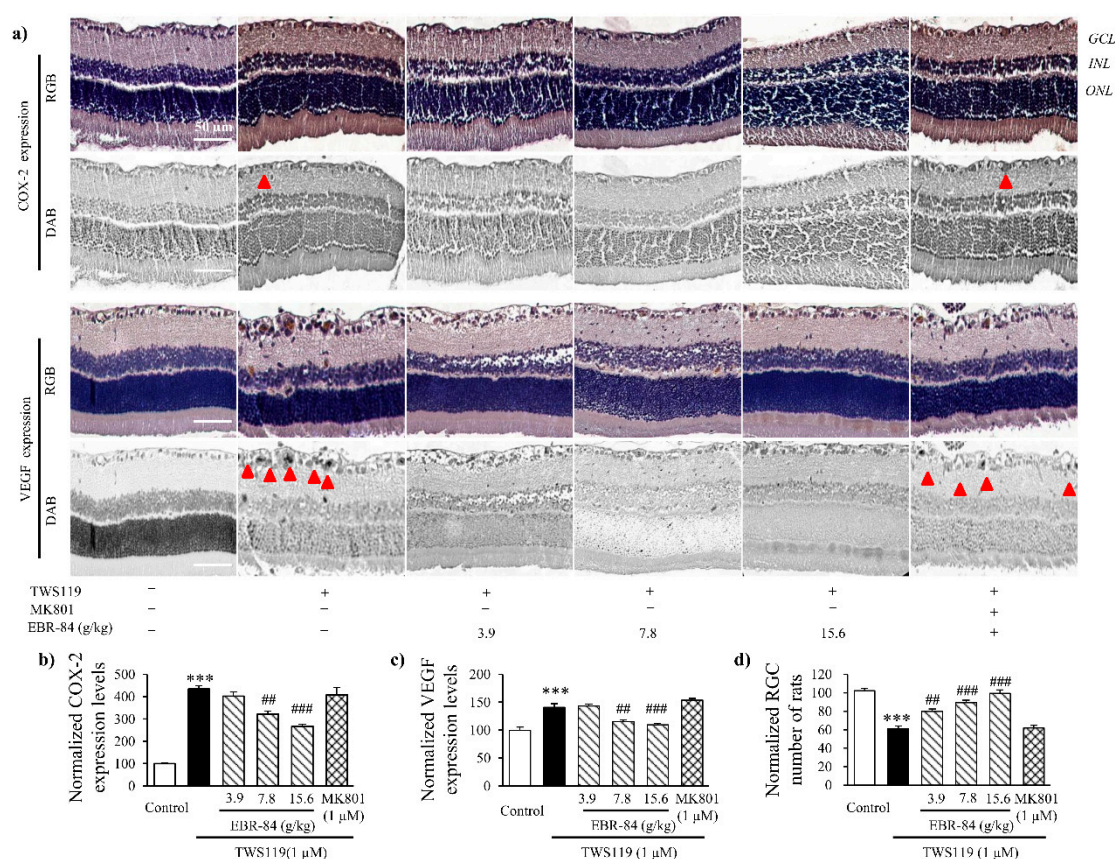 a)
COX-2 expression
RGB
50 μm
GCL
INL
ONL
DAB
VEGF expression
RGB
DAB
TWS119 − + + + + +
MK801 − − − − − +
EBR-84 (g/kg) − − 3.9 7.8 15.6 +
b)
Normalized COX-2
expression levels
500
400
300
200
100
0
***
##
###
Control
3.9 7.8 15.6 MK801
(1 μM)
EBR-84 (g/kg)
TWS119(1 μM)
c)
Normalized VEGF
expression levels
200
150
100
50
0
***
##
###
Control
3.9 7.8 15.6 MK801
(1 μM)
EBR-84 (g/kg)
TWS119 (1 μM)
d)
Normalized RGC
number of rats
140
120
100
80
60
40
20
0
***
##
###
###
Control
3.9 7.8 15.6 MK801
(1 μM)
EBR-84 (g/kg)
TWS119 (1 μM)